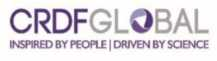 CRDFGLOBAL
INSPIRED BY PEOPLE | DRIVEN BY SCIENCE